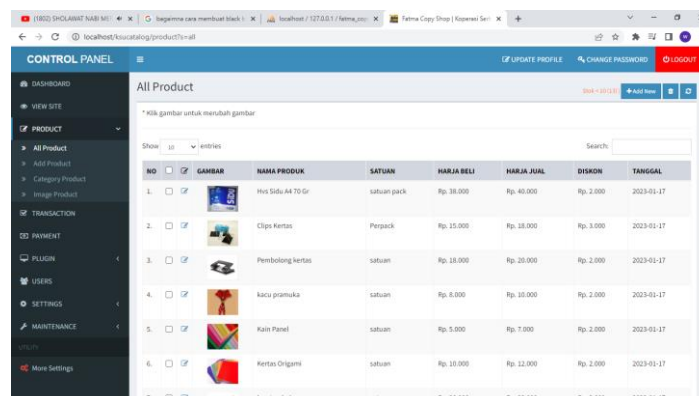 (1802) SHOLAWAT NABI M
bagaimna cara membuat black
localhost / 127.0.0.1 / fatma_cop
Fatma Copy Shop | Koperasi Ser
localhost/ksucatalog/product?s=all
CONTROL PANEL
UPDATE PROFILE
CHANGE PASSWORD
LOGOUT
DASHBOARD
VIEW SITE
PRODUCT
All Product
Add Product
Category Product
Image Product
TRANSACTION
PAYMENT
PLUGIN
USERS
SETTINGS
MAINTENANCE
UTILITY
More Settings
All Product
+Add New
* Klik gambar untuk merubah gambar
Show 10 entries
Search:
NO GAMBAR NAMA PRODUK SATUAN HARJA BELI HARJA JUAL DISKON TANGGAL
1. Hvs Sidu A4 70 Gr satuan pack Rp. 38.000 Rp. 40.000 Rp. 2.000 2023-01-17
2. Clips Kertas Perpack Rp. 15.000 Rp. 18.000 Rp. 3.000 2023-01-17
3. Pembolong kertas satuan Rp. 18.000 Rp. 20.000 Rp. 2.000 2023-01-17
4. kacu pramuka satuan Rp. 8.000 Rp. 10.000 Rp. 2.000 2023-01-17
5. Kain Panel satuan Rp. 5.000 Rp. 7.000 Rp. 2.000 2023-01-17
6. Kertas Origami satuan Rp. 10.000 Rp. 12.000 Rp. 2.000 2023-01-17